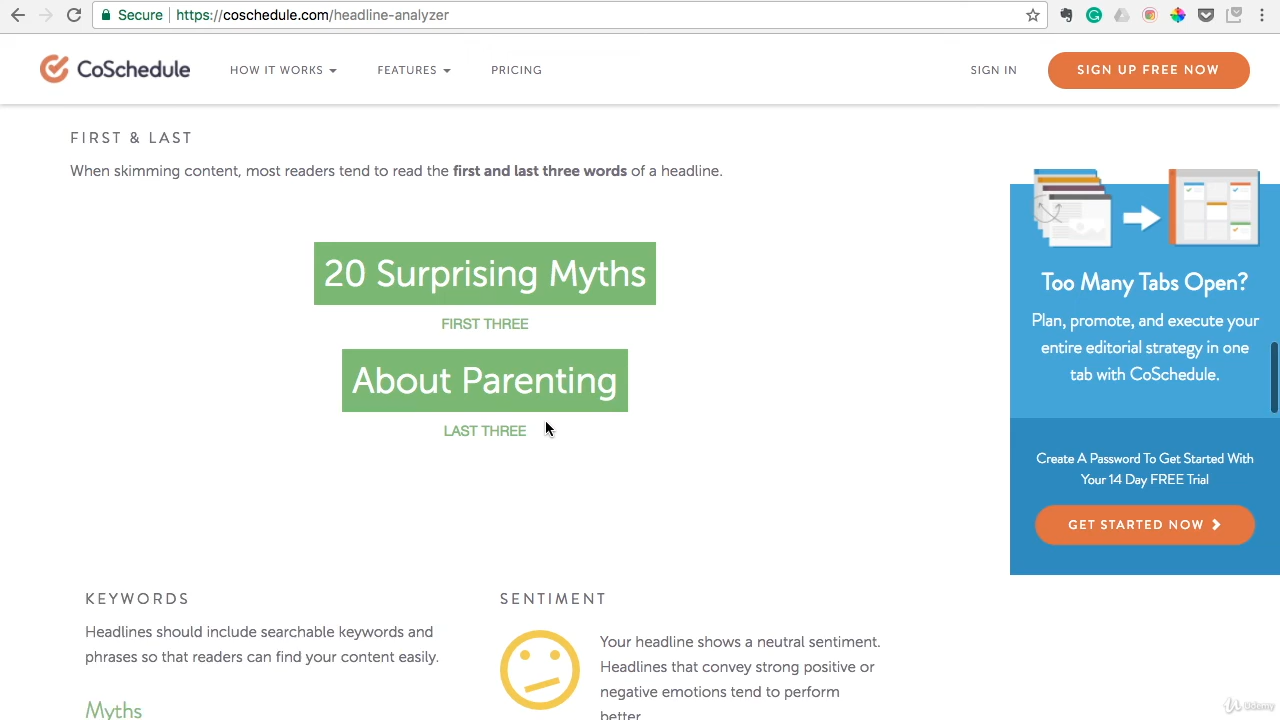 Secure https://coschedule.com/headline-analyzer
CoSchedule HOW IT WORKS FEATURES PRICING SIGN IN SIGN UP FREE NOW
FIRST & LAST
When skimming content, most readers tend to read the first and last three words of a headline.
20 Surprising Myths
FIRST THREE
About Parenting
LAST THREE
Too Many Tabs Open?
Plan, promote, and execute your
entire editorial strategy in one
tab with CoSchedule.
Create A Password To Get Started With
Your 14 Day FREE Trial
GET STARTED NOW
KEYWORDS
Headlines should include searchable keywords and
phrases so that readers can find your content easily.
Myths
SENTIMENT
Your headline shows a neutral sentiment.
Headlines that convey strong positive or
negative emotions tend to perform
better.
Udemy